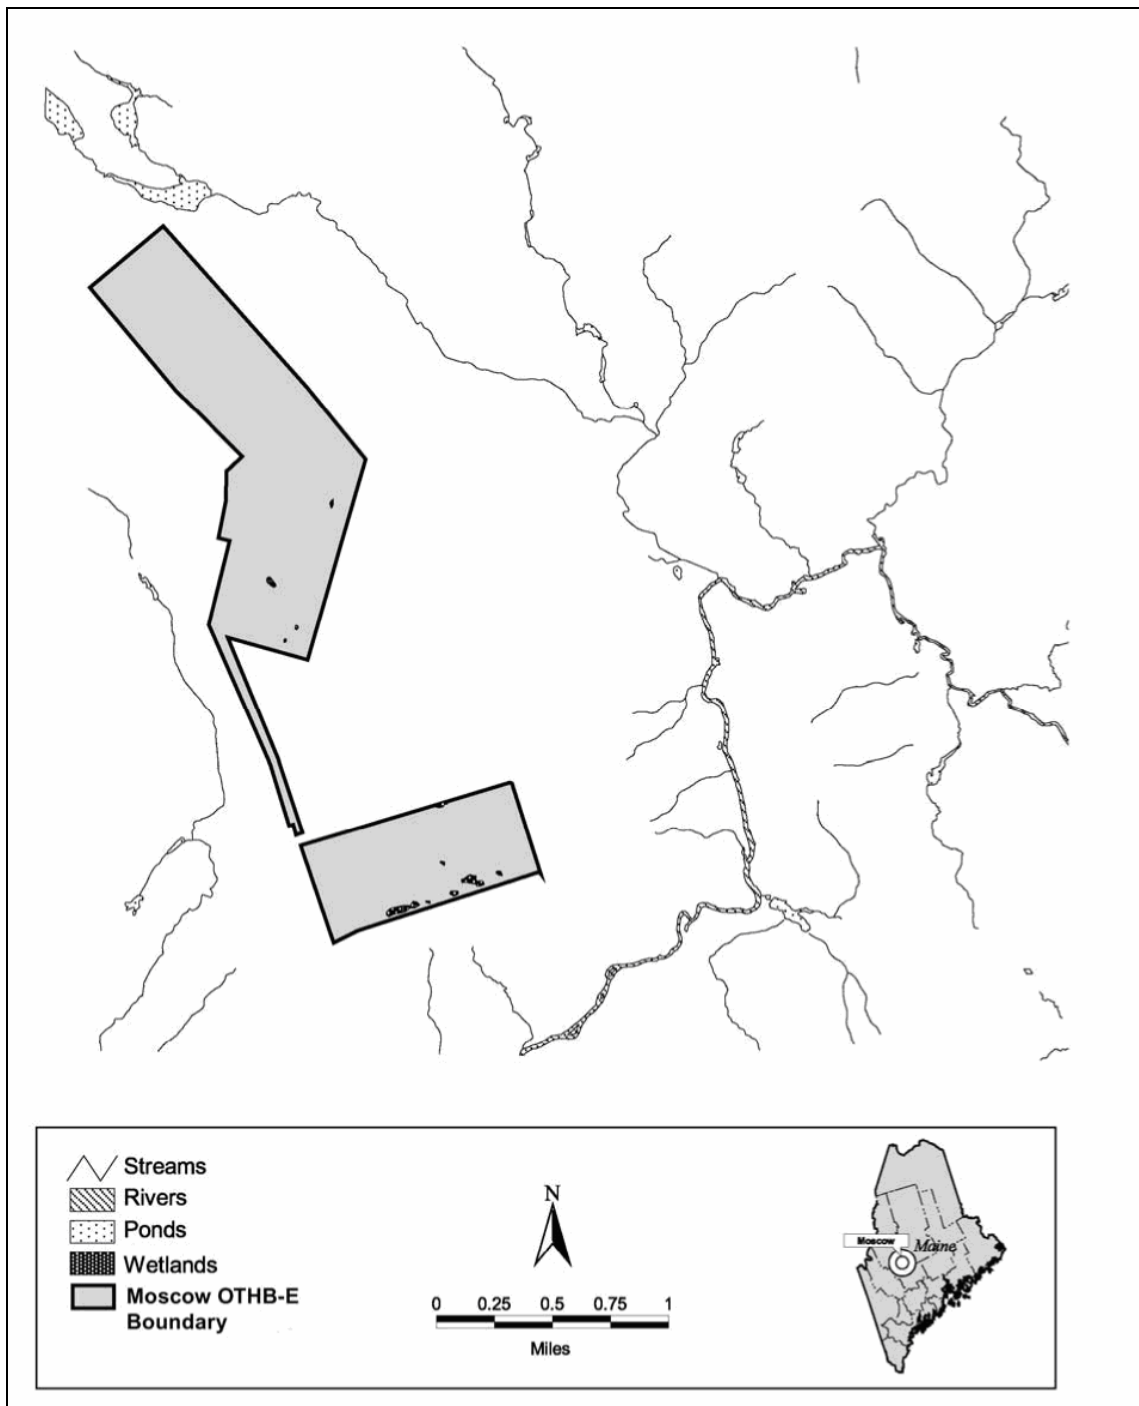 Streams
Rivers
Ponds
Wetlands
Moscow OTHB-E
Boundary
N
0 0.25 0.5 0.75 1
Miles
Moscow
Maine